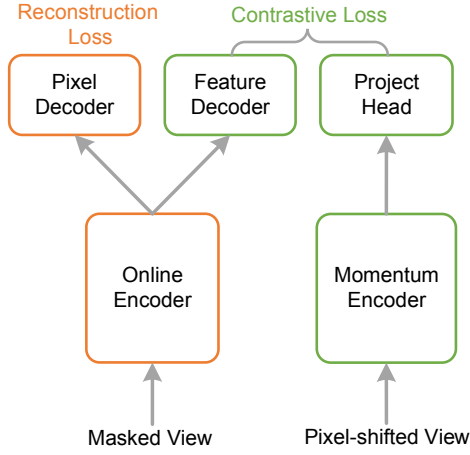 Reconstruction
Loss
Contrastive Loss
Pixel
Decoder
Feature
Decoder
Project
Head
Online
Encoder
Momentum
Encoder
Masked View
Pixel-shifted View